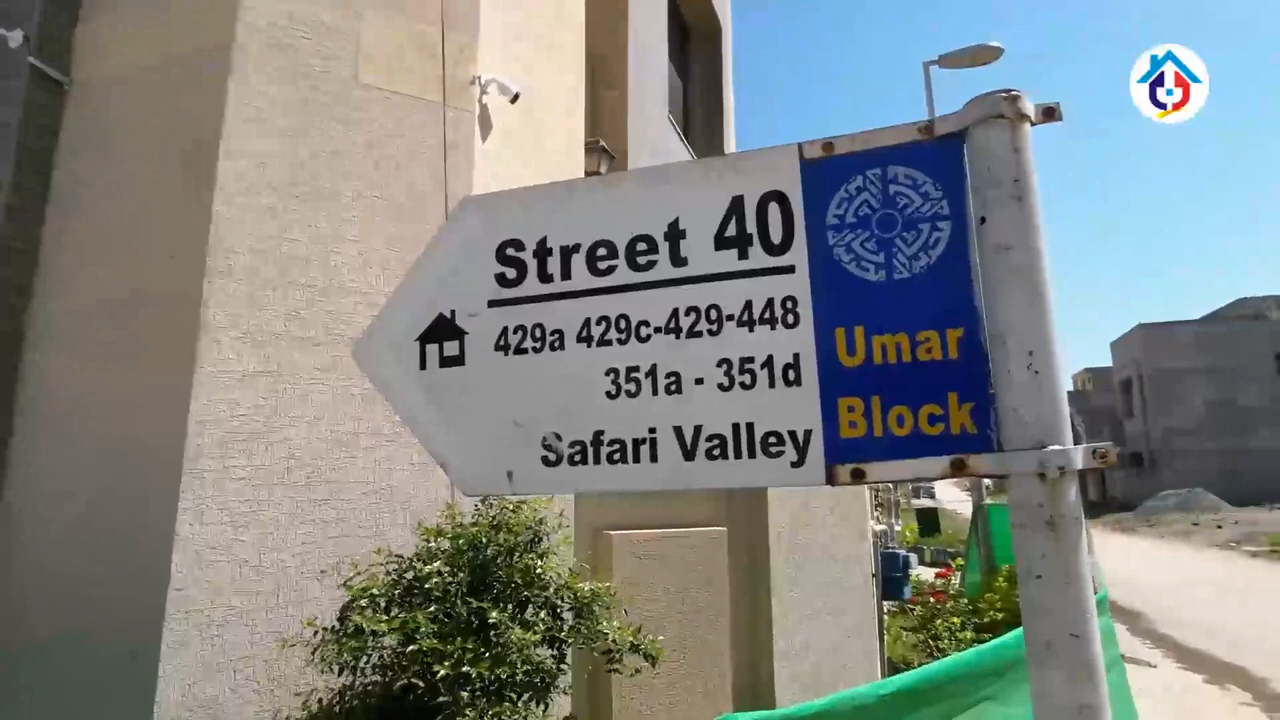 Street 40
429a 429c-429-448
351a - 351d
Safari Valley
Umar
Block